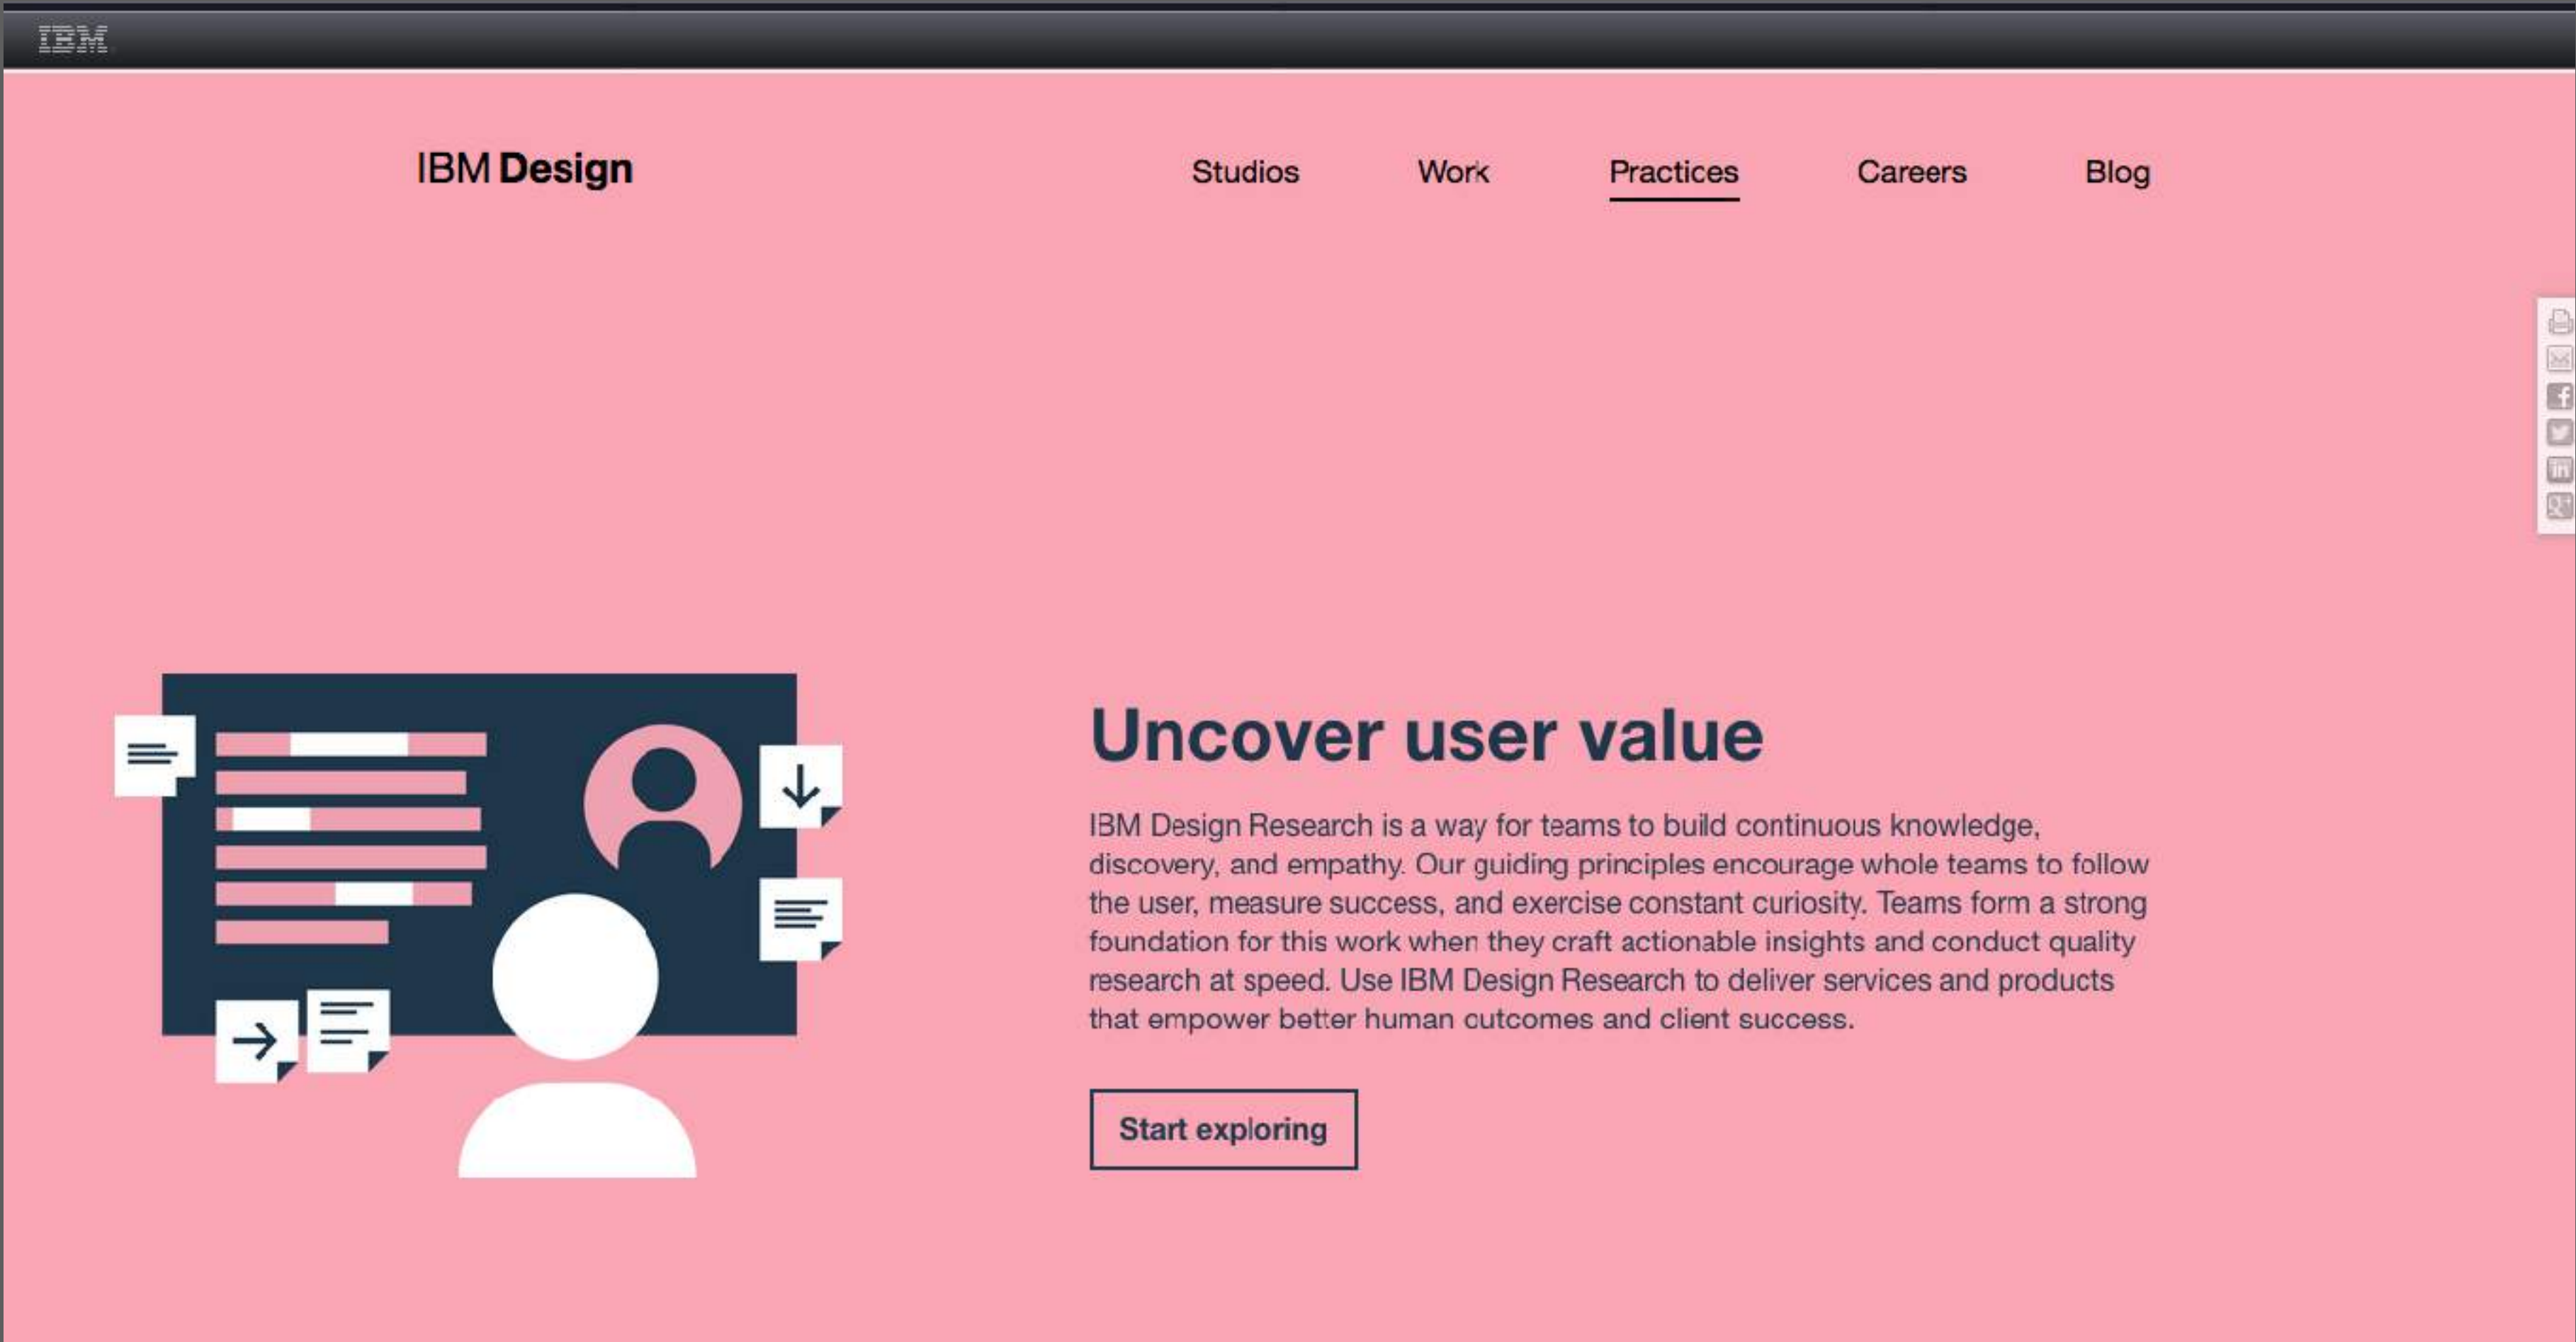 IBM
IBM Design
Studios
Work
Practices
Careers
Blog
Uncover user value
IBM Design Research is a way for teams to build continuous knowledge,
discovery, and empathy. Our guiding principles encourage whole teams to follow
the user, measure success, and exercise constant curiosity. Teams form a strong
foundation for this work when they craft actionable insights and conduct quality
research at speed. Use IBM Design Research to deliver services and products
that empower better human outcomes and client success.
Start exploring